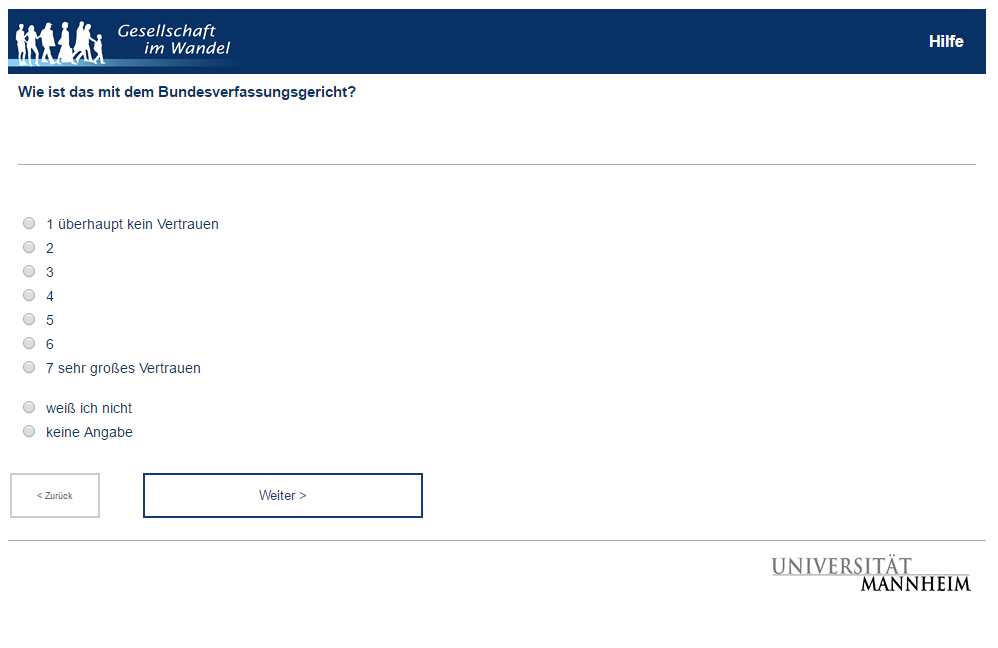 Gesellschaft
im Wandel
Hilfe
Wie ist das mit dem Bundesverfassungsgericht?
1 überhaupt kein Vertrauen
2
3
4
5
6
7 sehr großes Vertrauen
weiß ich nicht
keine Angabe
< Zurück
Weiter >
UNIVERSITÄT
MANNHEIM